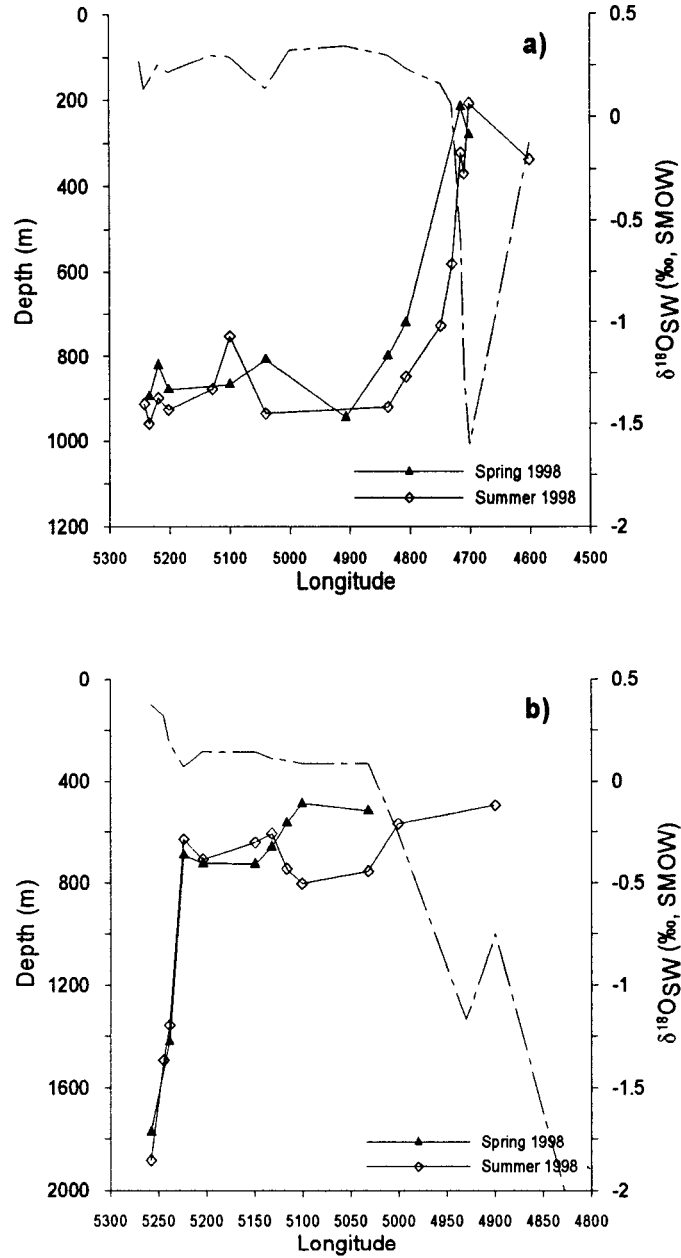 a)
0
200
400
600
800
1000
1200
Depth (m)
0.5
0
-0.5
-1
-1.5
-2
δ¹⁸OSW (‰, SMOW)
Spring 1998
Summer 1998
5300 5200 5100 5000 4900 4800 4700 4600 4500
Longitude
b)
0
400
800
1200
1600
2000
Depth (m)
0.5
0
-0.5
-1
-1.5
-2
δ¹⁸OSW (‰, SMOW)
Spring 1998
Summer 1998
5300 5250 5200 5150 5100 5050 5000 4900 4800
Longitude